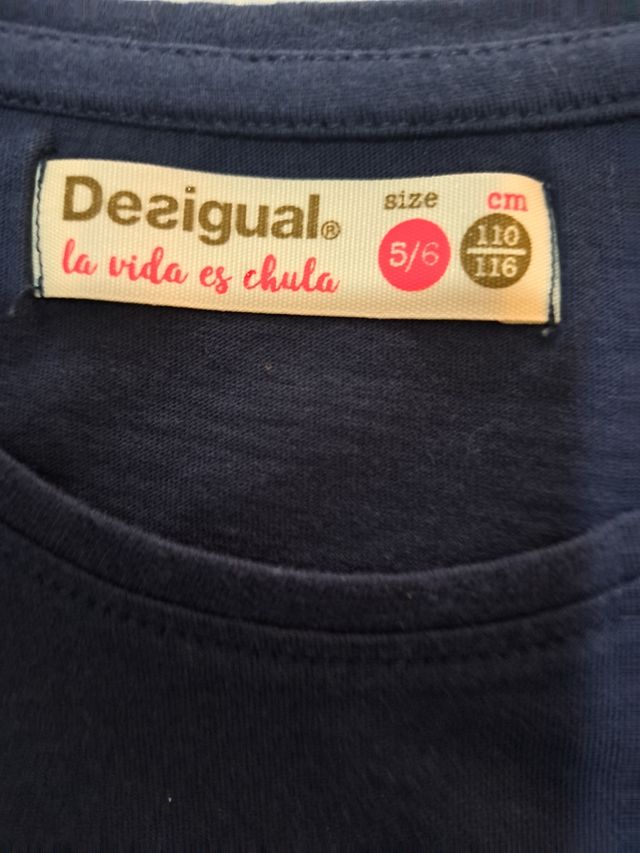 Desigual®
la vida es chula
size cm
5/6 110
116